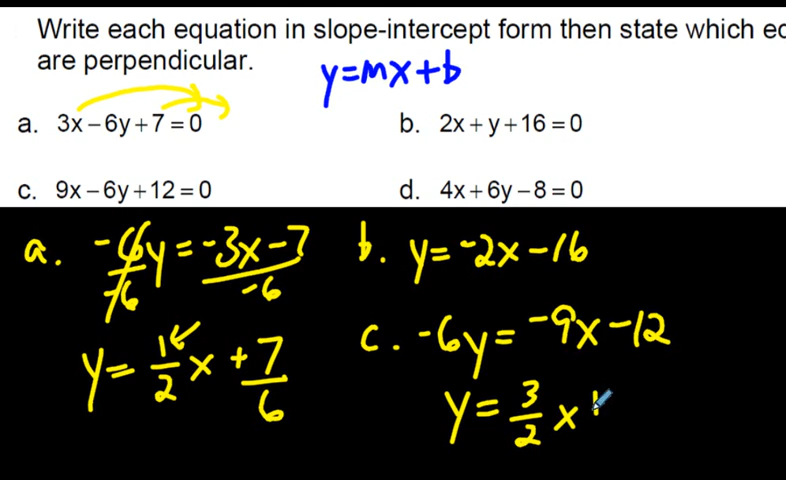 Write each equation in slope-intercept form then state which eq
are perpendicular.
y=mx+b
a. 3x−6y+7=0
b. 2x+y+16=0
c. 9x−6y+12=0
d. 4x+6y−8=0
a. -6y/-6 = -3x-7/-6
b. y=-2x-16
y= 1/2 x + 7/6
c. -6y= -9x-12
y= 3/2 x